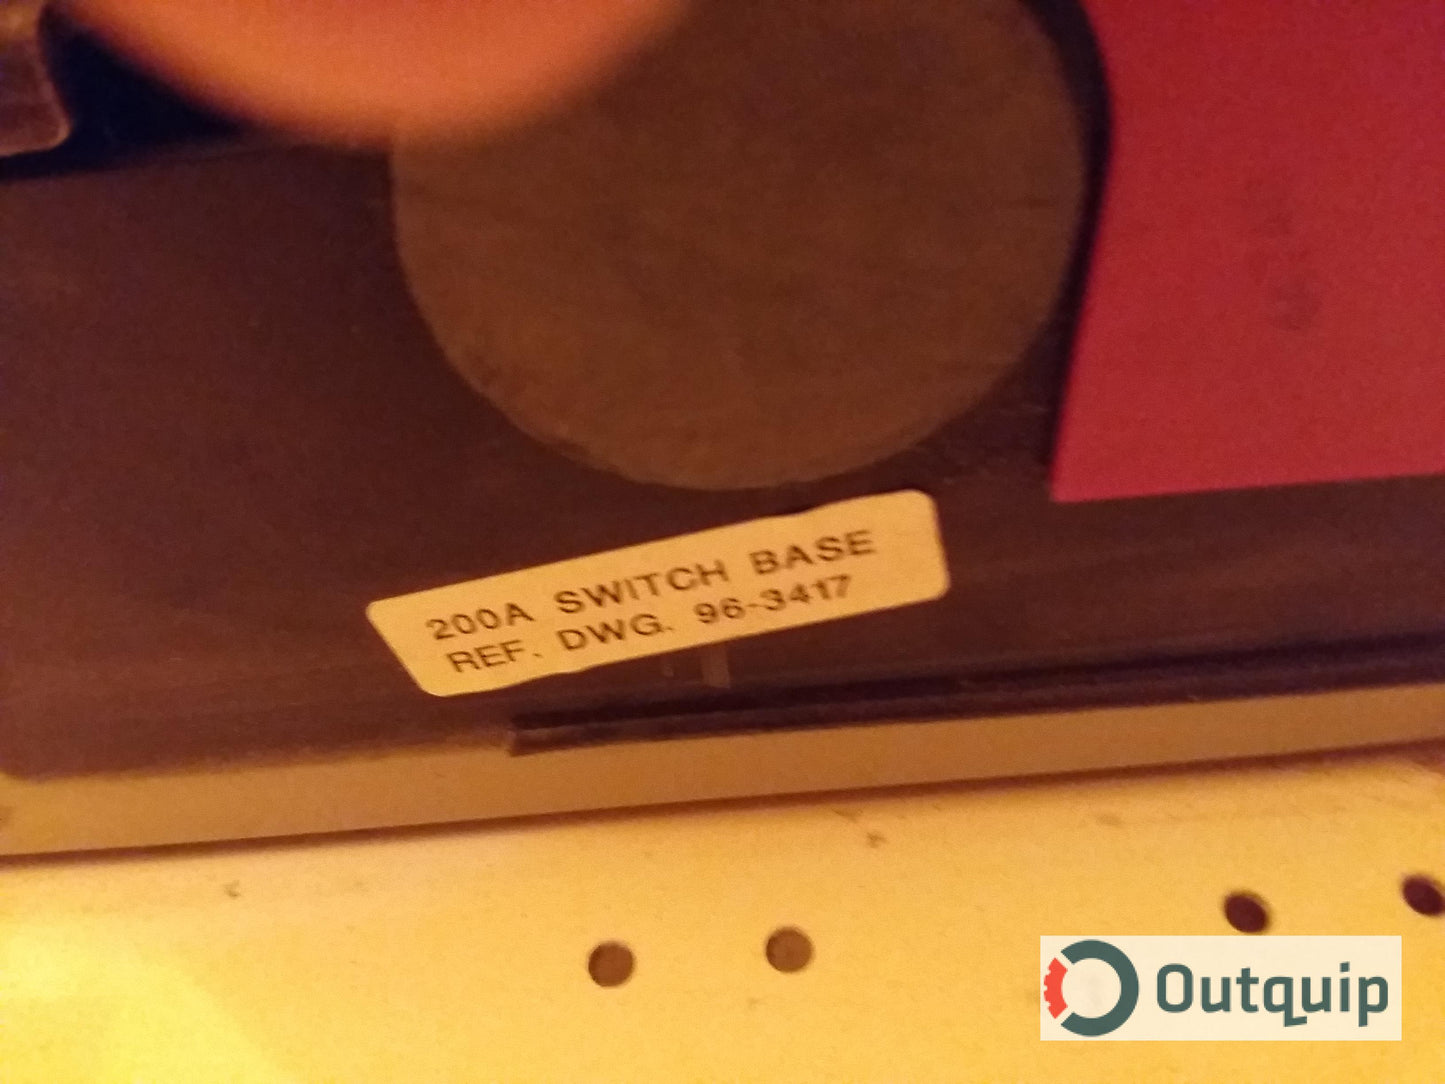 200A SWITCH BASE
REF. DWG. 96-3417
Outquip